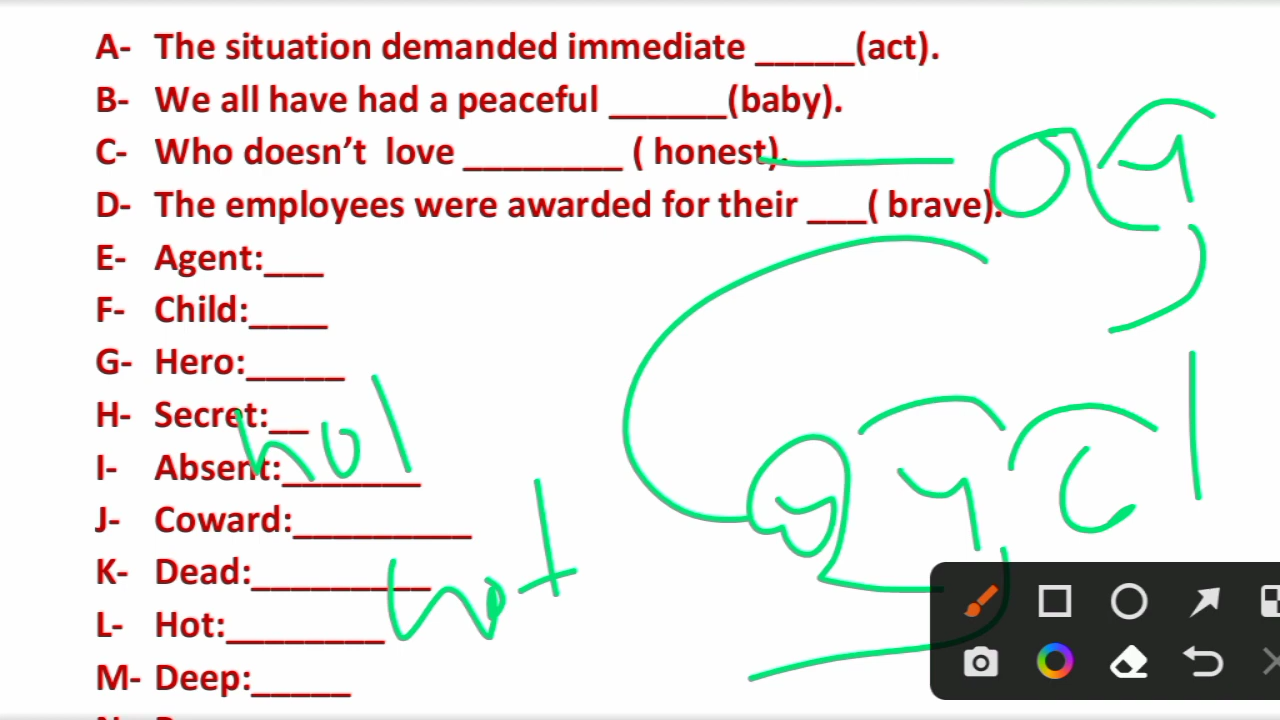 A- The situation demanded immediate _____(act).
B- We all have had a peaceful ______(baby).
C- Who doesn't love ________ ( honest).
D- The employees were awarded for their ___( brave).
E- Agent:___
F- Child:____
G- Hero:_____
H- Secret:__
I- Absent:_______
J- Coward:_________
K- Dead:_________
L- Hot:________
M- Deep:_____
hot